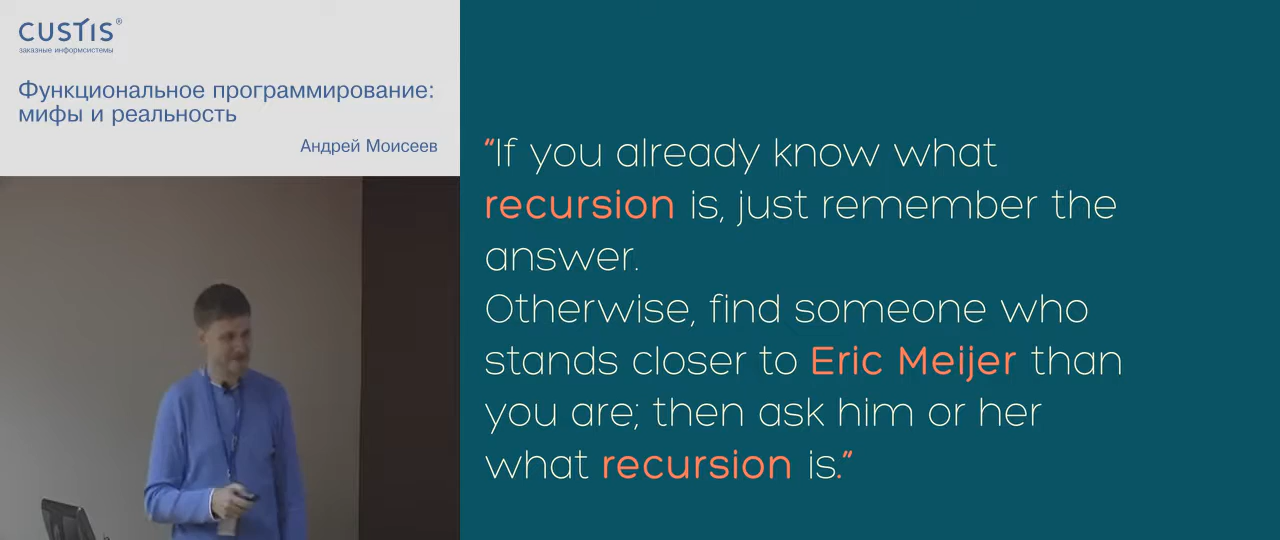 CUSTIS®
заказные информсистемы
Функциональное программирование:
мифы и реальность
Андрей Моисеев
“If you already know what
recursion is, just remember the
answer.
Otherwise, find someone who
stands closer to Eric Meijer than
you are; then ask him or her
what recursion is.”